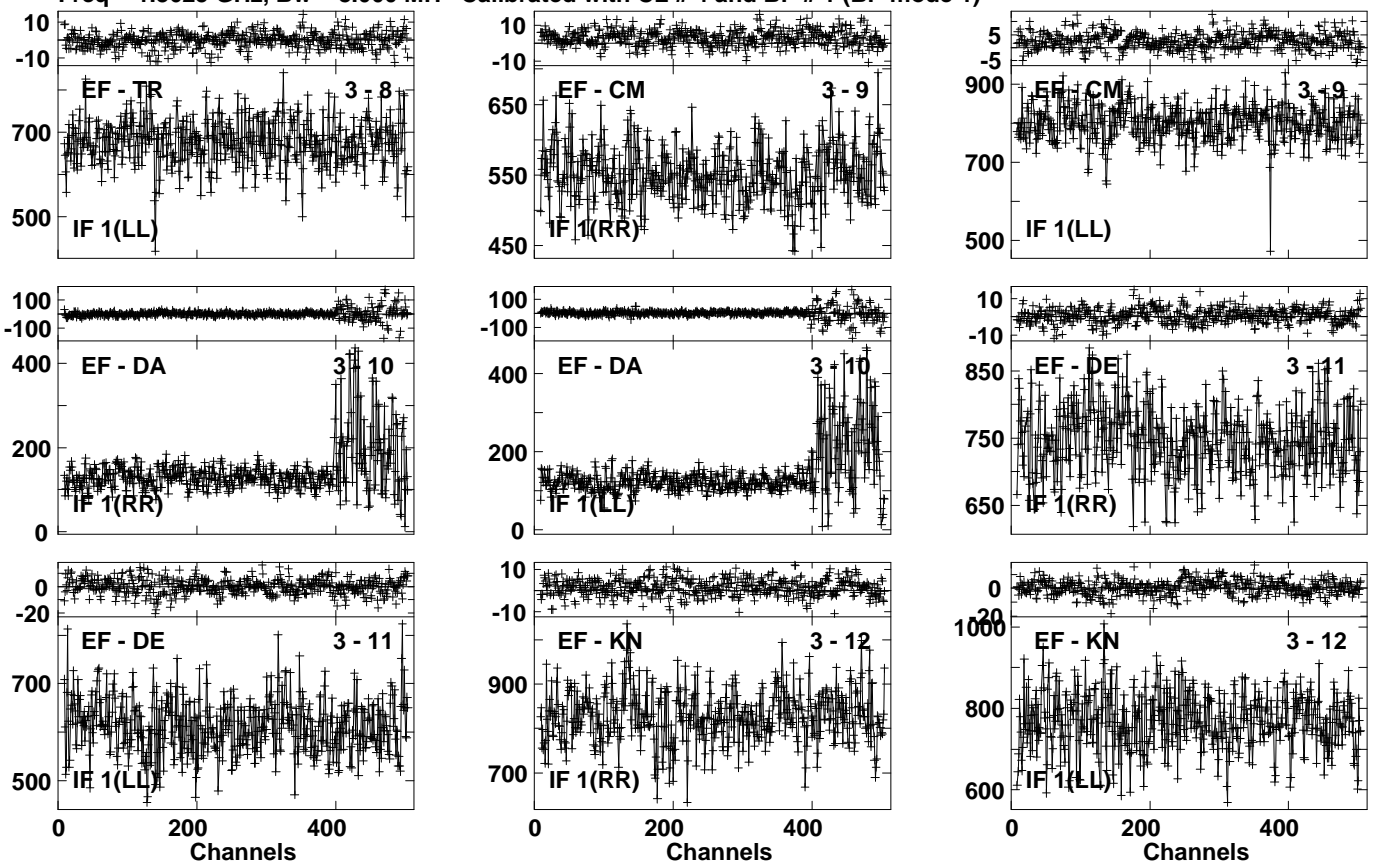 10
-10
EF - TR 3 - 8
700
500
IF 1(LL)
10
-10
EF - CM 3 - 9
650
550
450
IF 1(RR)
5
-5
EF - CM 3 - 9
900
700
500
IF 1(LL)
100
-100
EF - DA 3 - 10
400
200
0
IF 1(RR)
100
-100
EF - DA 3 - 10
400
200
0
IF 1(LL)
10
-10
EF - DE 3 - 11
850
750
650
IF 1(RR)
0
-20
EF - DE 3 - 11
700
500
IF 1(LL)
0 200 400
Channels
10
-10
EF - KN 3 - 12
900
700
IF 1(RR)
0 200 400
Channels
0
-20
1000
EF - KN 3 - 12
800
600
IF 1(LL)
0 200 400
Channels